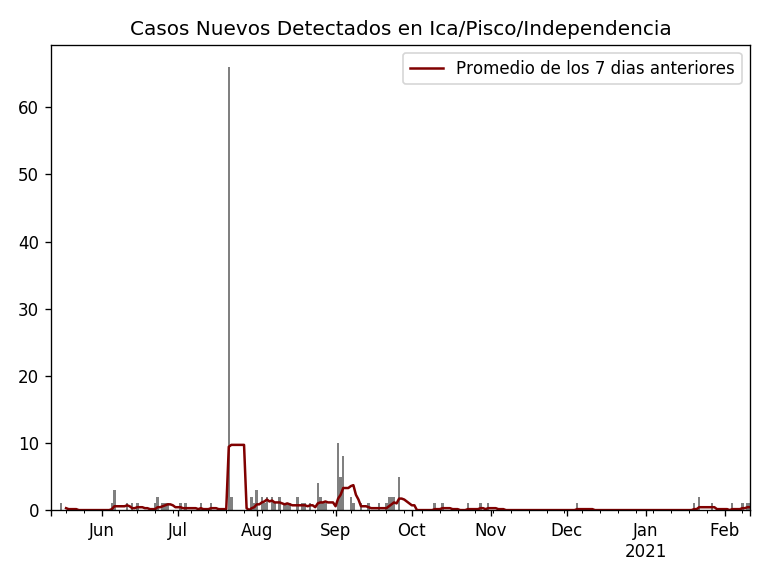 Casos Nuevos Detectados en Ica/Pisco/Independencia
Promedio de los 7 dias anteriores
60
50
40
30
20
10
0
Jun Jul Aug Sep Oct Nov Dec Jan Feb
2021